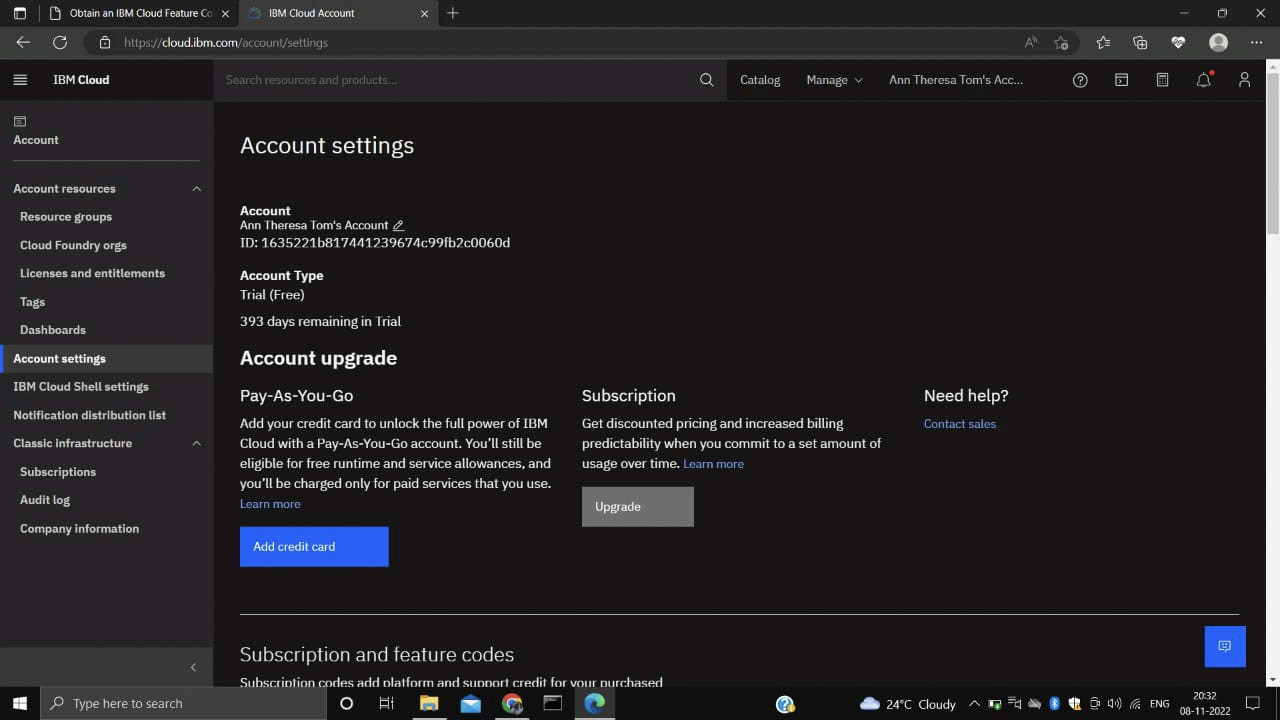 Obtain an IBM Cloud Feature Co
IBM Cloud Account
https://cloud.ibm.com/account/settings
IBM Cloud
Search resources and products...
Catalog
Manage
Ann Theresa Tom's Acc...
Account
Account resources
Resource groups
Cloud Foundry orgs
Licenses and entitlements
Tags
Dashboards
Account settings
IBM Cloud Shell settings
Notification distribution list
Classic infrastructure
Subscriptions
Audit log
Company information
Account settings
Account
Ann Theresa Tom's Account
ID: 1635221b817441239674c99fb2c0060d
Account Type
Trial (Free)
393 days remaining in Trial
Account upgrade
Pay-As-You-Go
Add your credit card to unlock the full power of IBM
Cloud with a Pay-As-You-Go account. You'll still be
eligible for free runtime and service allowances, and
you'll be charged only for paid services that you use.
Learn more
Add credit card
Subscription
Get discounted pricing and increased billing
predictability when you commit to a set amount of
usage over time. Learn more
Upgrade
Need help?
Contact sales
Subscription and feature codes
Subscription codes add platform and support credit for your purchased
Type here to search
24°C Cloudy
ENG
20:32
08-11-2022